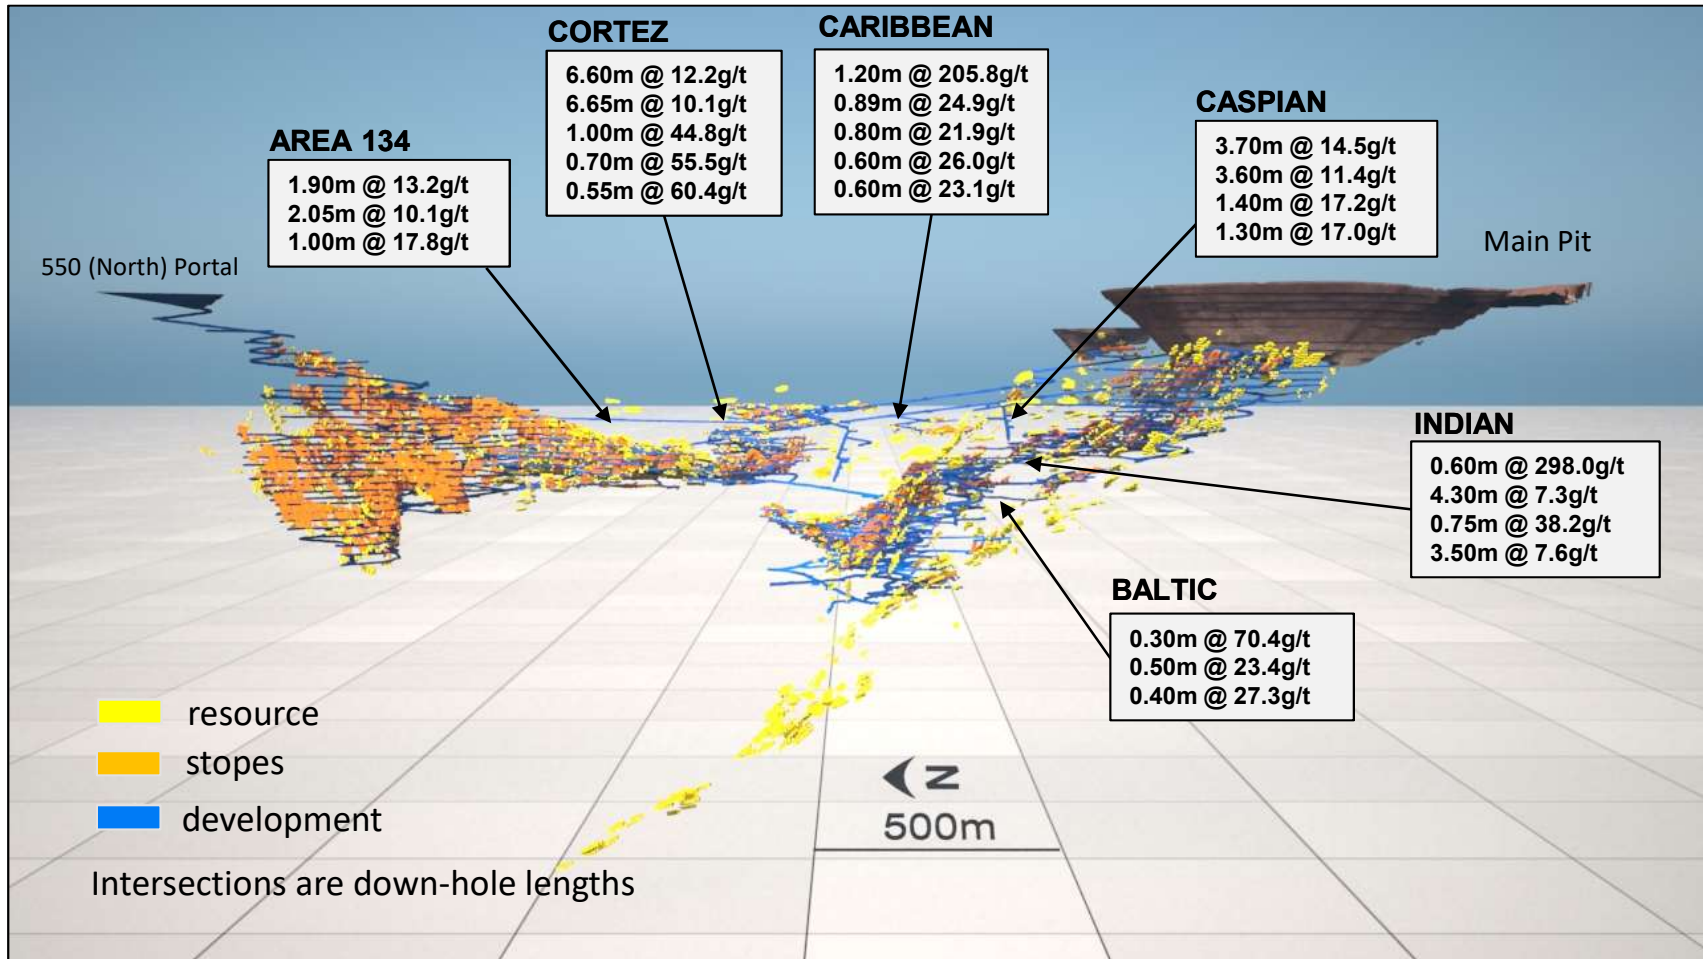 CORTEZ
6.60m @ 12.2g/t
6.65m @ 10.1g/t
1.00m @ 44.8g/t
0.70m @ 55.5g/t
0.55m @ 60.4g/t
CARIBBEAN
1.20m @ 205.8g/t
0.89m @ 24.9g/t
0.80m @ 21.9g/t
0.60m @ 26.0g/t
0.60m @ 23.1g/t
CASPIAN
3.70m @ 14.5g/t
3.60m @ 11.4g/t
1.40m @ 17.2g/t
1.30m @ 17.0g/t
AREA 134
1.90m @ 13.2g/t
2.05m @ 10.1g/t
1.00m @ 17.8g/t
550 (North) Portal
Main Pit
INDIAN
0.60m @ 298.0g/t
4.30m @ 7.3g/t
0.75m @ 38.2g/t
3.50m @ 7.6g/t
BALTIC
0.30m @ 70.4g/t
0.50m @ 23.4g/t
0.40m @ 27.3g/t
resource
stopes
development
N
500m
Intersections are down-hole lengths